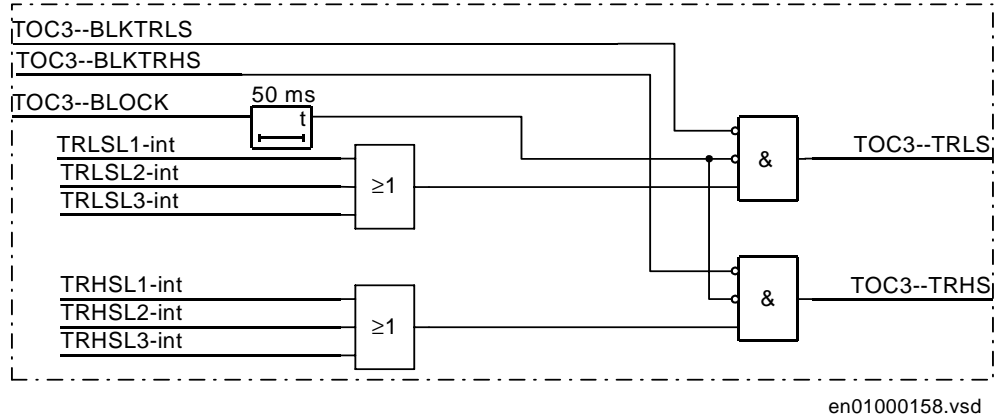 TOC3--BLKTRLS
TOC3--BLKTRHS
TOC3--BLOCK
50 ms
t
TRLSL1-int
TRLSL2-int
TRLSL3-int
≥1
&
TOC3--TRLS
TRHSL1-int
TRHSL2-int
TRHSL3-int
≥1
&
TOC3--TRHS
en01000158.vsd